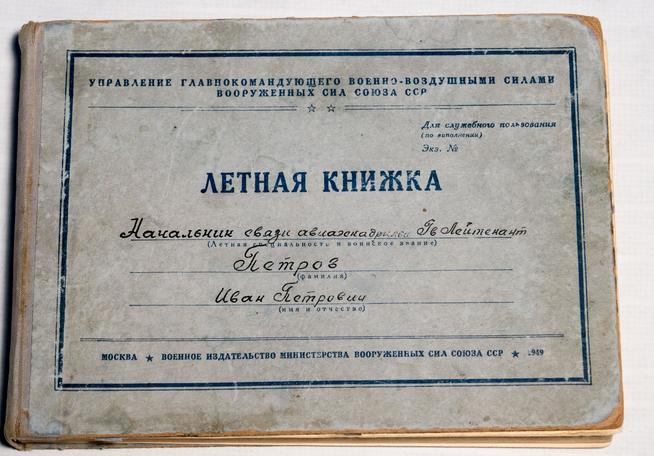 УПРАВЛЕНИЕ ГЛАВНОКОМАНДУЮЩЕГО ВОЕННО-ВОЗДУШНЫМИ СИЛАМИ
ВООРУЖЕННЫХ СИЛ СОЮЗА ССР
Для служебного пользования
(по заполнении)
Экз. №
ЛЕТНАЯ КНИЖКА
Начальник связи авиаэскадрильи Гв Лейтенант
(Летная специальность и воинское звание)
Петров
(фамилия)
Иван Петрович
(имя и отчество)
МОСКВА ★ ВОЕННОЕ ИЗДАТЕЛЬСТВО МИНИСТЕРСТВА ВООРУЖЕННЫХ СИЛ СОЮЗА ССР ★ 1949